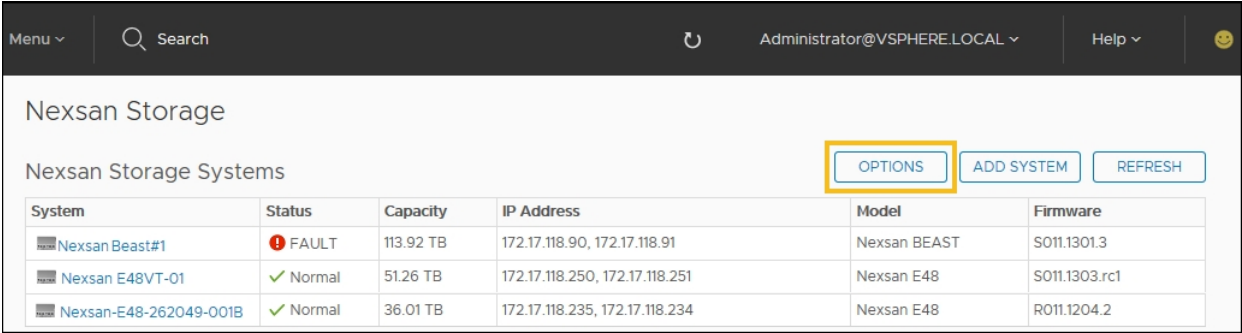 Menu Search Administrator@VSPHERE.LOCAL Help
Nexsan Storage
Nexsan Storage Systems OPTIONS ADD SYSTEM REFRESH
System Status Capacity IP Address Model Firmware
Nexsan Beast#1 FAULT 113.92 TB 172.17.118.90, 172.17.118.91 Nexsan BEAST S011.1301.3
Nexsan E48VT-01 Normal 51.26 TB 172.17.118.250, 172.17.118.251 Nexsan E48 S011.1303.rc1
Nexsan-E48-262049-001B Normal 36.01 TB 172.17.118.235, 172.17.118.234 Nexsan E48 R011.1204.2